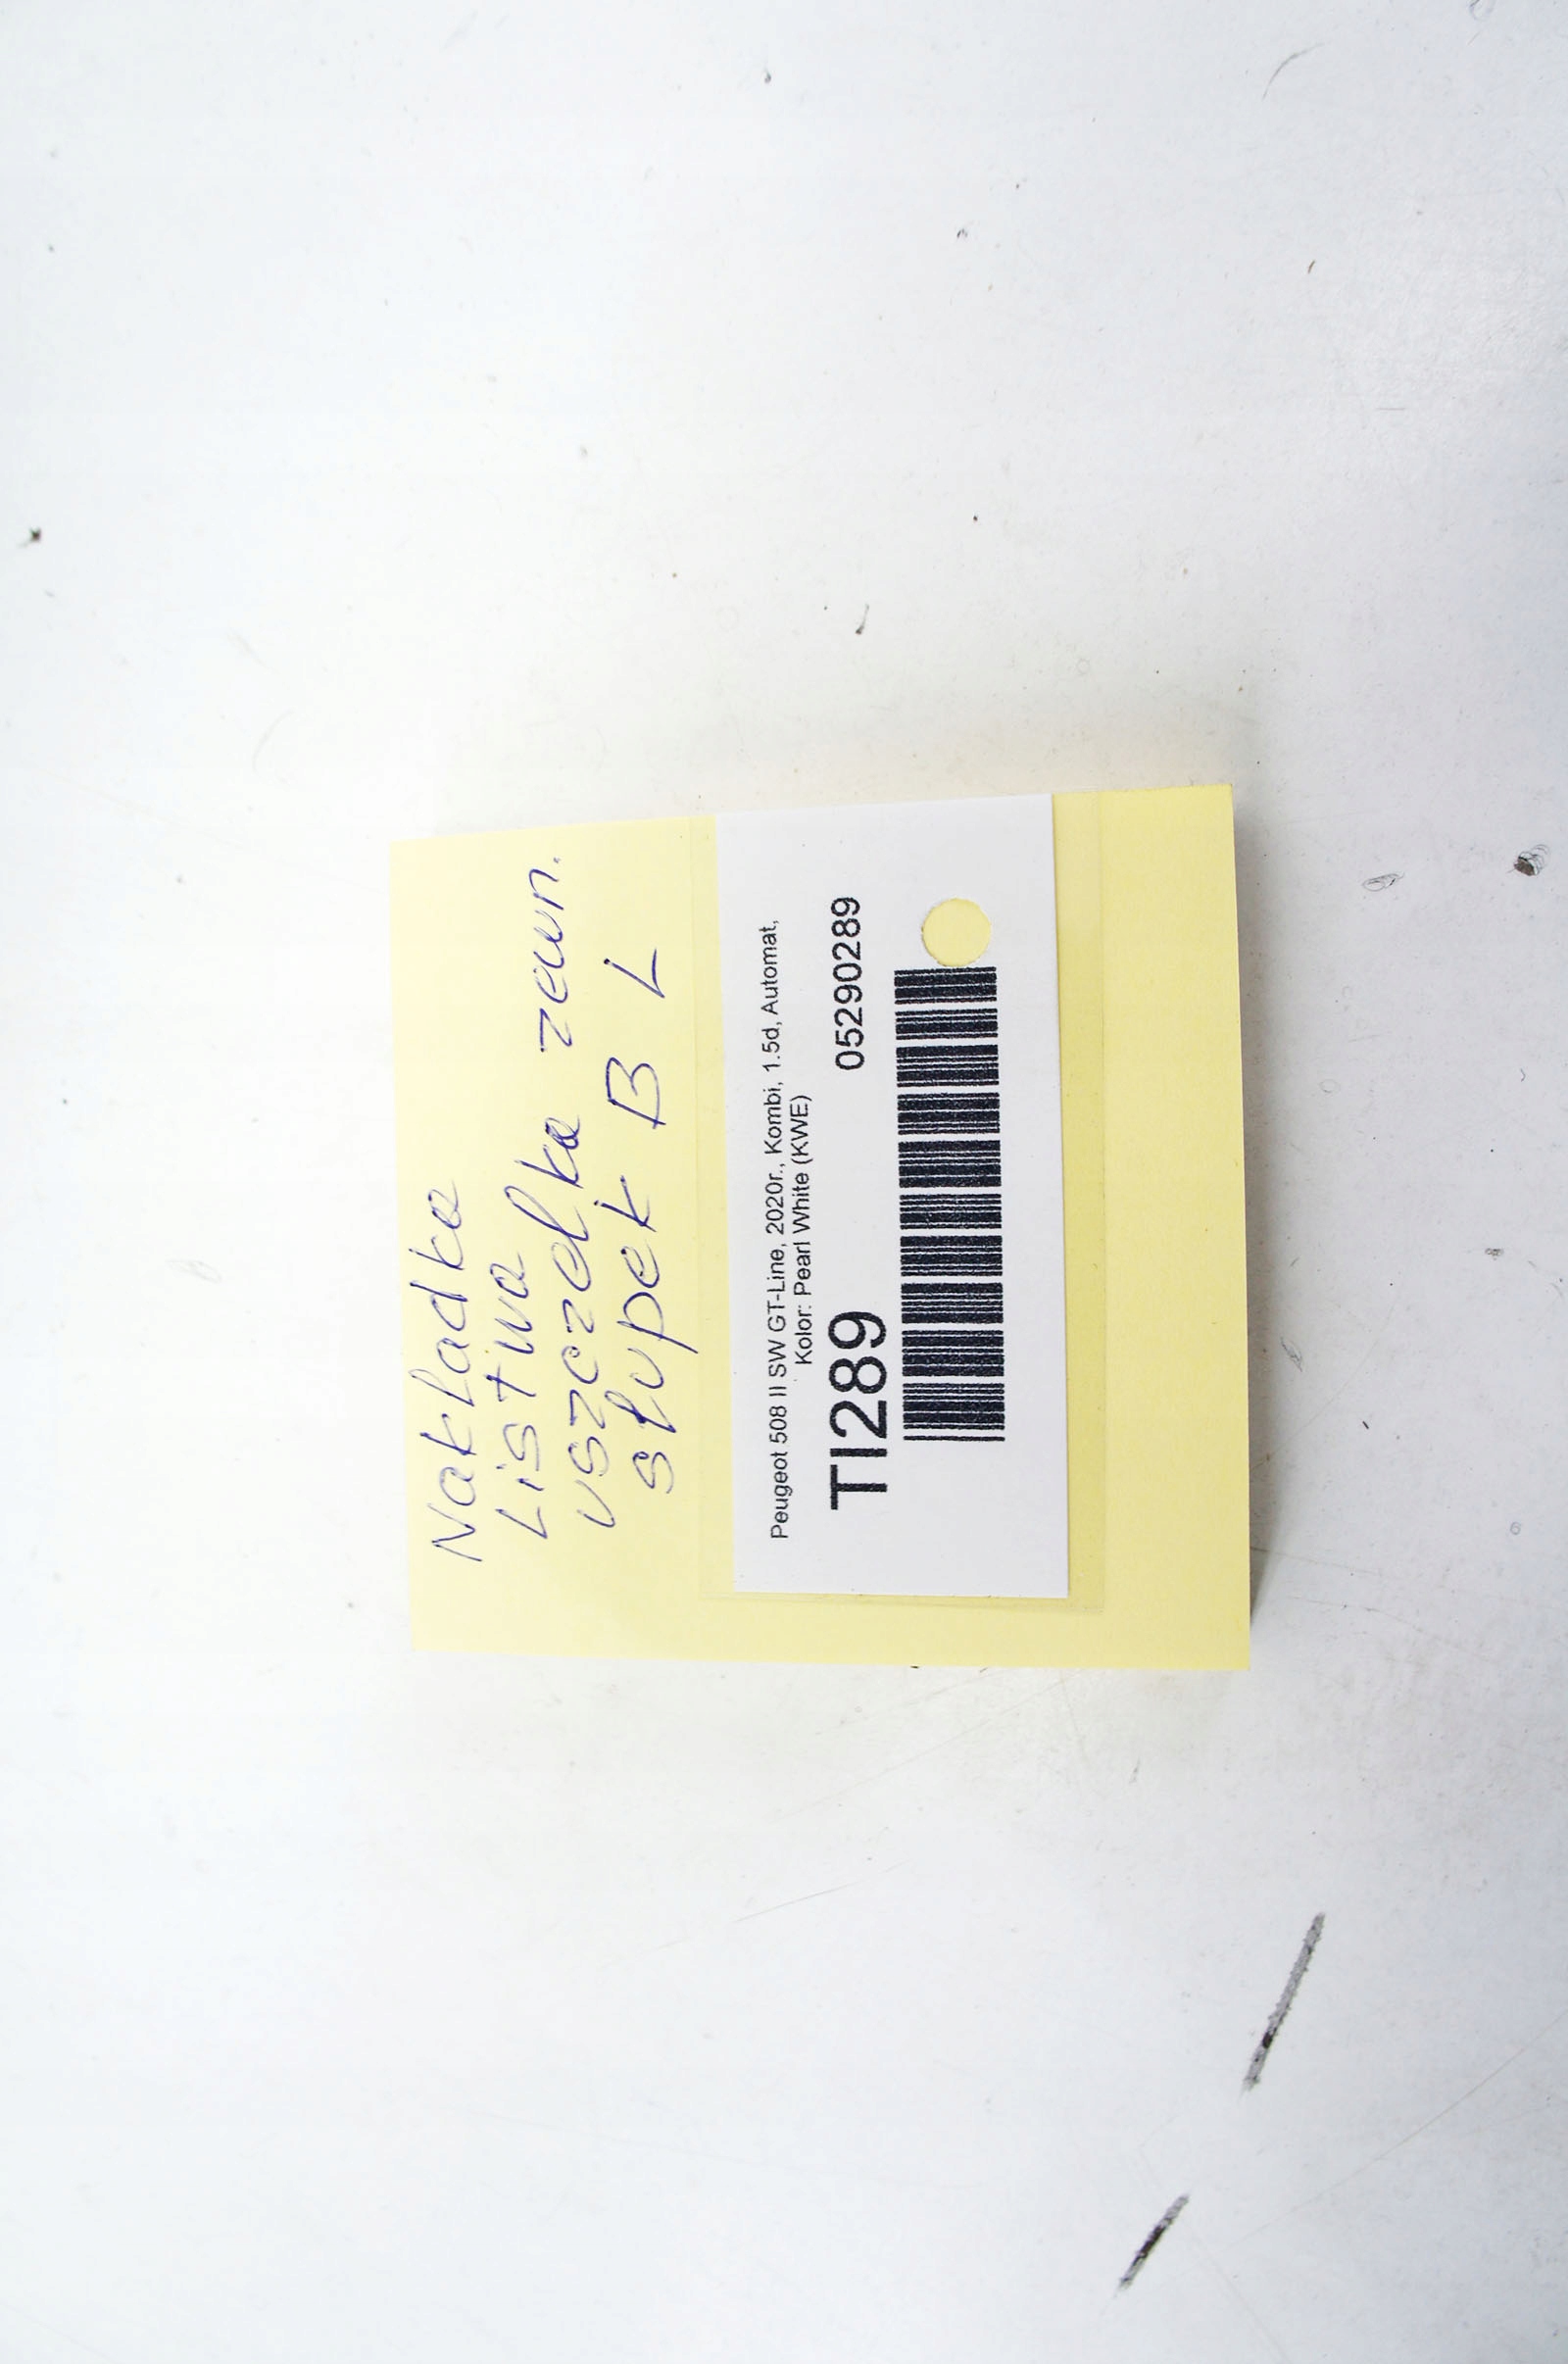 Nakładka
Listwa
uszczelka zewn.
słupek B L
Peugeot 508 II SW GT-Line, 2020r., Kombi, 1.5d, Automat,
Kolor: Pearl White (KWE)
TI289 05290289